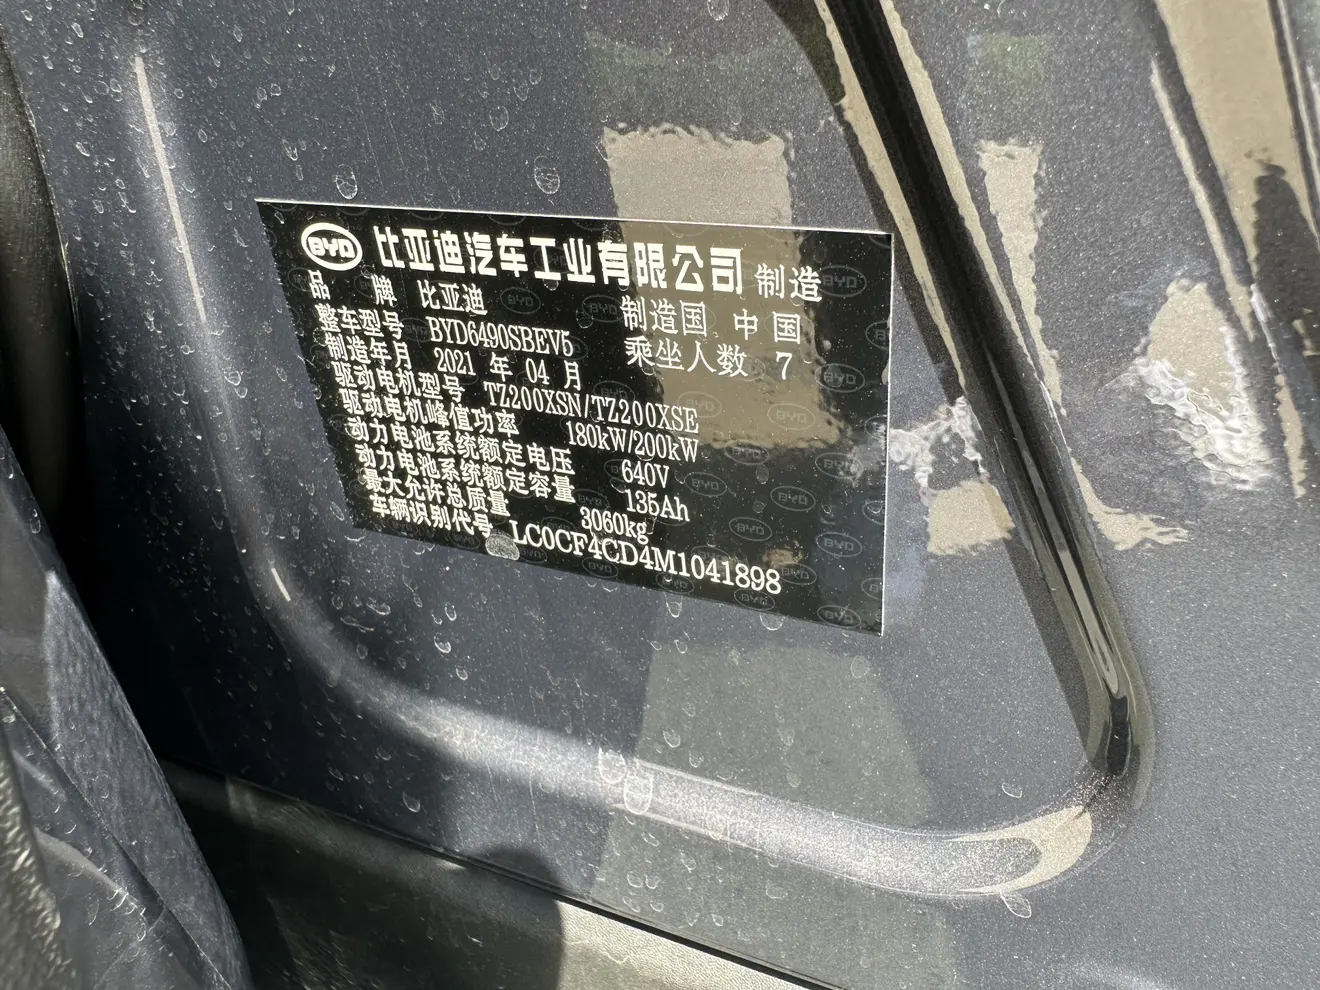 BYD 比亚迪汽车工业有限公司 制造
品 牌 比亚迪 制造国 中国
整车型号 BYD6490SBEV5 乘坐人数 7
制造年月 2021 年 04 月
驱动电机型号 TZ200XSN/TZ200XSE
驱动电机峰值功率 180kW/200kW
动力电池系统额定电压 640V
动力电池系统额定容量 135Ah
最大允许总质量 3060kg
车辆识别代号 LC0CF4CD4M1041898